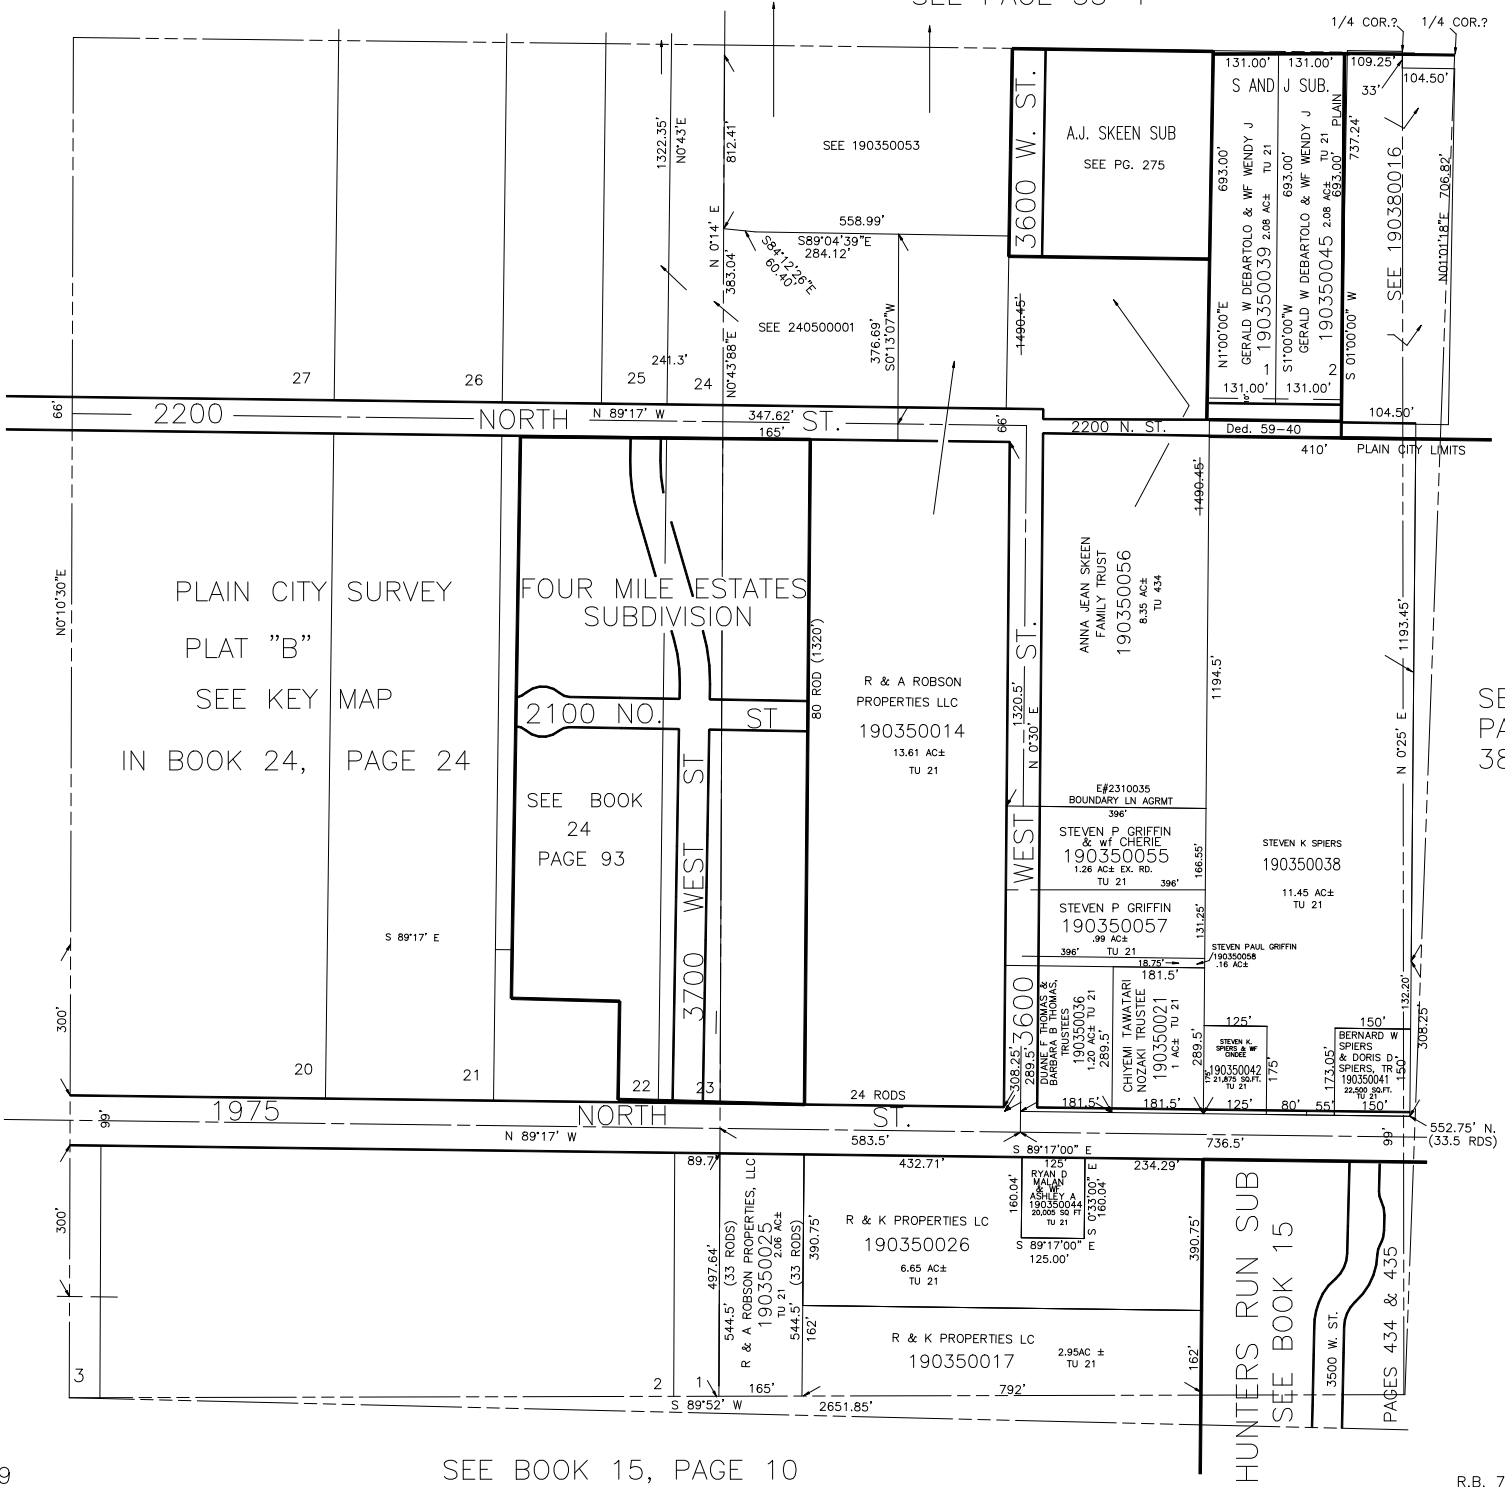 1/4 COR.?
1/4 COR.?
131.00'
131.00'
109.25'
104.50'
33'
S AND J SUB.
PLAIN
1322.35'
N0°43'E
812.41'
N 0°14' E
383.04'
N0°43'88"E
SEE 190350053
558.99'
S89°04'39"E
284.12'
S84°12'26"E
60.40'
SEE 240500001
376.69'
S0°13'07"W
241.3'
3600 W. ST.
A.J. SKEEN SUB
SEE PG. 275
1490.45'
693.00'
N1°00'00"E
GERALD W DEBARTOLO & WF WENDY J
190350039
2.08 AC±
TU 21
1
693.00'
S1°00'00"W
GERALD W DEBARTOLO & WF WENDY J
190350045
2.08 AC±
TU 21
693.00'
2
737.24'
S 01°00'00" W
SEE 190380016
706.82'
N01°01'18"E
131.00'
131.00'
104.50'
27
26
25
24
66'
2200
NORTH
N 89°17' W
347.62'
165'
ST.
66'
2200 N. ST.
Ded. 59-40
410'
PLAIN CITY LIMITS
N0°10'30"E
PLAIN CITY SURVEY
PLAT "B"
SEE KEY MAP
IN BOOK 24, PAGE 24
FOUR MILE ESTATES
SUBDIVISION
2100 NO. ST
80 ROD (1320')
SEE BOOK
24
PAGE 93
3700 WEST ST
R & A ROBSON
PROPERTIES LLC
190350014
13.61 AC±
TU 21
3600 WEST ST.
1320.5'
N 0°30' E
ANNA JEAN SKEEN
FAMILY TRUST
190350056
8.35 AC±
TU 434
1490.45'
1194.5'
1193.45'
N 0°25' E
E#2310035
BOUNDARY LN AGRMT
396'
STEVEN P GRIFFIN
& wf CHERIE
190350055
1.26 AC± EX. RD.
TU 21
396'
166.55'
STEVEN P GRIFFIN
190350057
.99 AC±
396'
TU 21
131.25'
STEVEN K SPIERS
190350038
11.45 AC±
TU 21
STEVEN PAUL GRIFFIN
190350058
.16 AC±
18.75'
181.5'
S 89°17' E
300'
20
21
22
23
308.25'
289.5'
DUANE F THOMAS &
BARBARA B THOMAS,
TRUSTEES
190350036
1.20 AC± TU 21
289.5'
CHIYEMI TAWATARI
NOZAKI TRUSTEE
190350021
1 AC± TU 21
289.5'
125'
STEVEN K.
SPIERS & WF
CINDEE
190350042
21,875 SQ.FT.
TU 21
175'
175'
150'
BERNARD W
SPIERS
& DORIS D
SPIERS, TR
190350041
22,500 SQ.FT.
TU 21
173.05'
150'
132.20'
308.25'
181.5'
181.5'
125'
80'
55'
150'
24 RODS
99'
1975
NORTH
ST.
N 89°17' W
583.5'
736.5'
99'
552.75' N.
(33.5 RDS)
S 89°17'00" E
300'
89.7'
432.71'
125'
234.29'
497.64'
544.5' (33 RODS)
R & A ROBSON PROPERTIES, LLC
190350025
2.06 AC±
TU 21
544.5' (33 RODS)
390.75'
162'
R & K PROPERTIES LC
190350026
6.65 AC±
TU 21
160.04'
RYAN D
MALAN
& WF
ASHLEY A
190350044
20,005 SQ FT
TU 21
S 0°33'00" E
160.04'
S 89°17'00" E
125.00'
390.75'
R & K PROPERTIES LC
190350017
2.95AC ±
TU 21
162'
HUNTERS RUN SUB
SEE BOOK 15
3500 W. ST.
PAGES 434 & 435
3
2
1
165'
792'
S 89°52' W
2651.85'
SEE BOOK 15, PAGE 10
R.B. 7